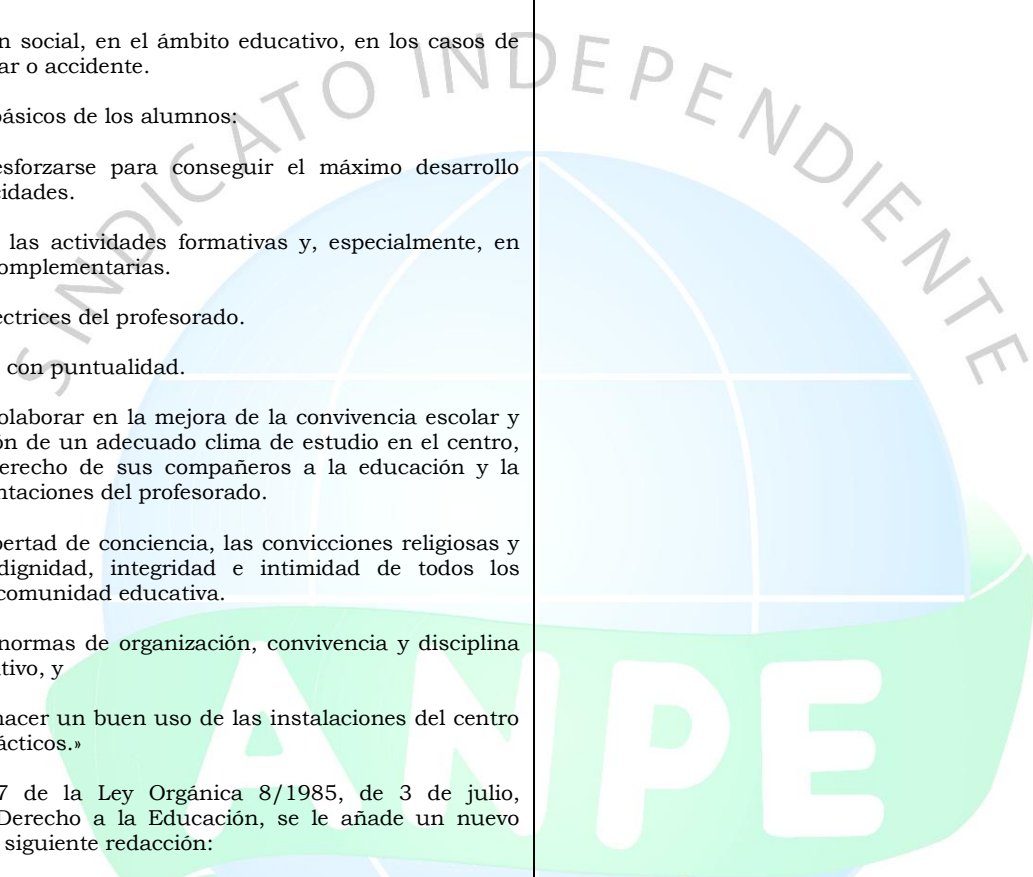 n social, en el ámbito educativo, en los casos de
ar o accidente.
básicos de los alumnos:
esforzarse para conseguir el máximo desarrollo
cidades.
las actividades formativas y, especialmente, en
omplementarias.
ectrices del profesorado.
con puntualidad.
olaborar en la mejora de la convivencia escolar y
ón de un adecuado clima de estudio en el centro,
erecho de sus compañeros a la educación y la
ntaciones del profesorado.
bertad de conciencia, las convicciones religiosas y
dignidad, integridad e intimidad de todos los
comunidad educativa.
normas de organización, convivencia y disciplina
tivo, y
hacer un buen uso de las instalaciones del centro
ácticos.»
7 de la Ley Orgánica 8/1985, de 3 de julio,
Derecho a la Educación, se le añade un nuevo
siguiente redacción:
SINDICATO INDEPENDIENTE
ANPE